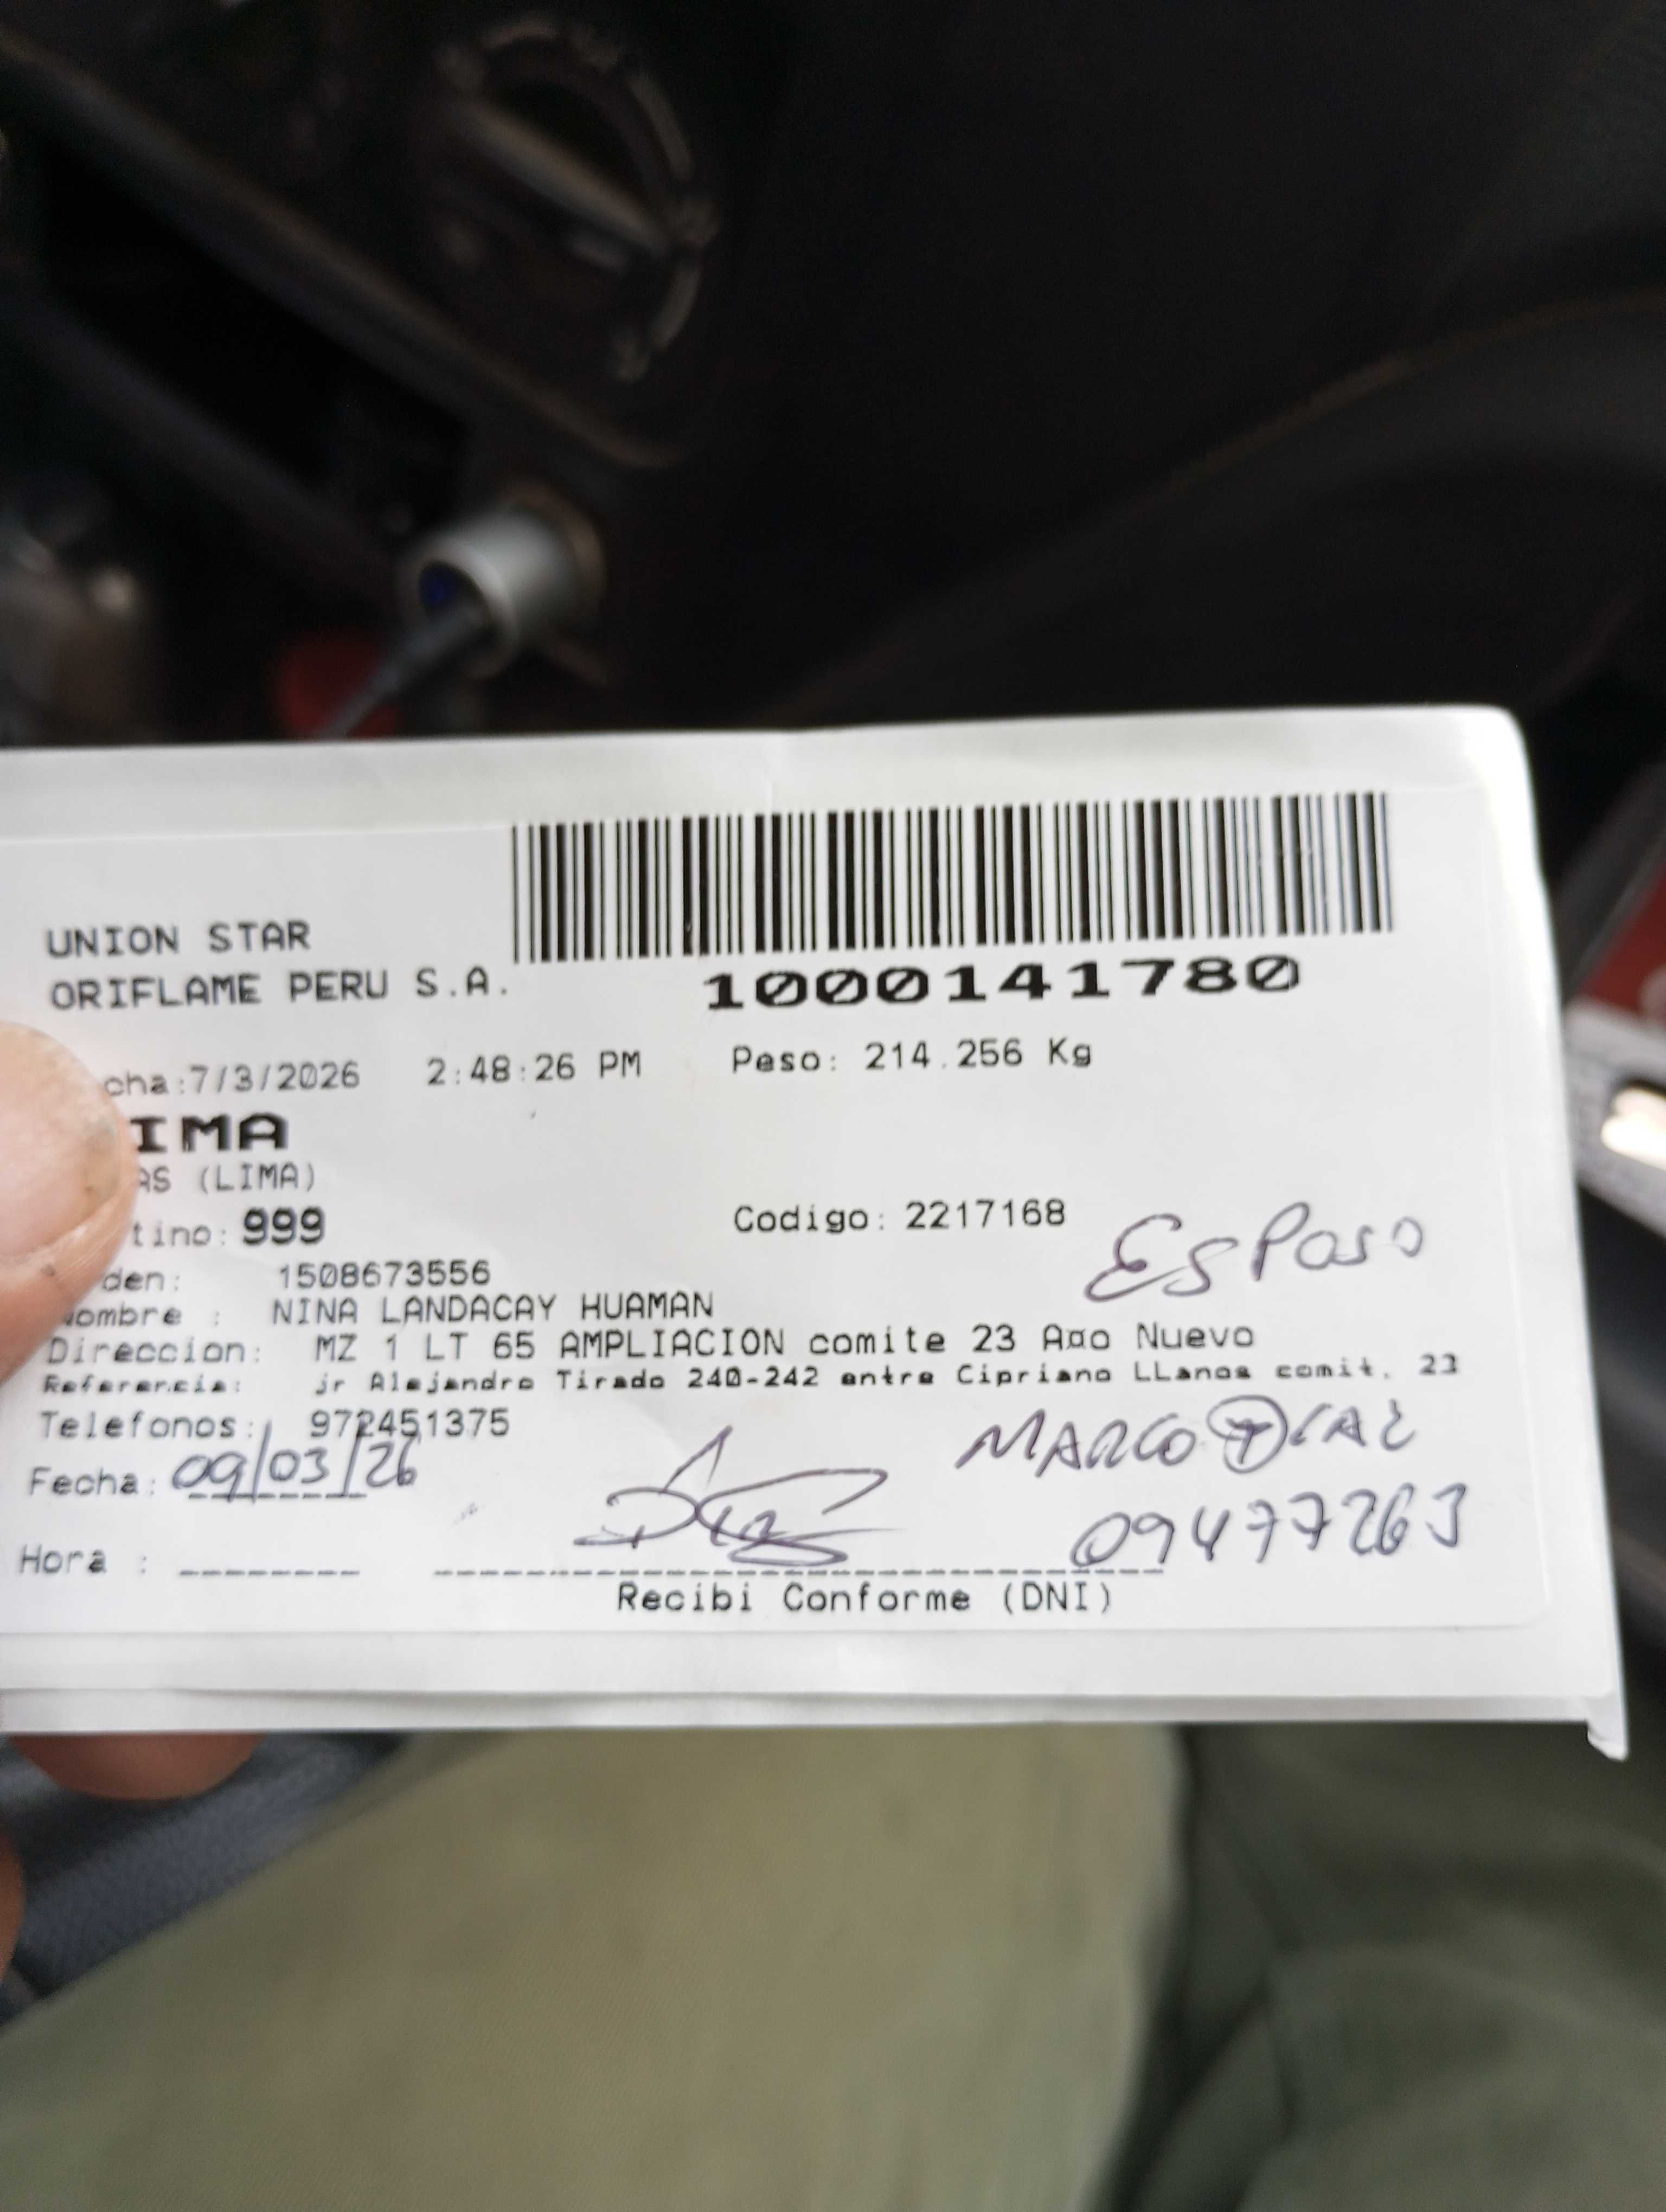 UNION STAR
ORIFLAME PERU S.A.
1000141780
cha:7/3/2026 2:48:26 PM Peso: 214.256 Kg
IMA
AS (LIMA)
tino: 999 Codigo: 2217168
ESPOSO
den: 1508673556
Nombre : NINA LANDACAY HUAMAN
Direccion: MZ 1 LT 65 AMPLIACION comite 23 A¤o Nuevo
Referencia: jr Alejandro Tirado 240-242 entre Cipriano LLanos comit. 23
Telefonos: 972451375
MARCO
Fecha: 09/03/26
09477263
Hora :
Recibi Conforme (DNI)